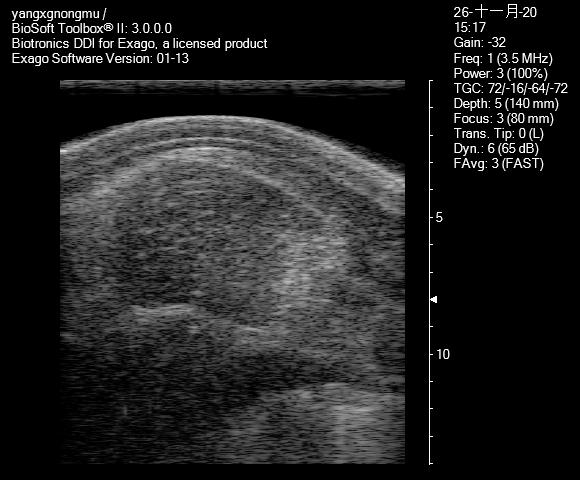 yangxgnongmu /
BioSoft Toolbox® II: 3.0.0.0
Biotronics DDI for Exago, a licensed product
Exago Software Version: 01-13
26-十一月-20
15:17
Gain: -32
Freq: 1 (3.5 MHz)
Power: 3 (100%)
TGC: 72/-16/-64/-72
Depth: 5 (140 mm)
Focus: 3 (80 mm)
Trans. Tip: 0 (L)
Dyn.: 6 (65 dB)
FAvg: 3 (FAST)
5
10